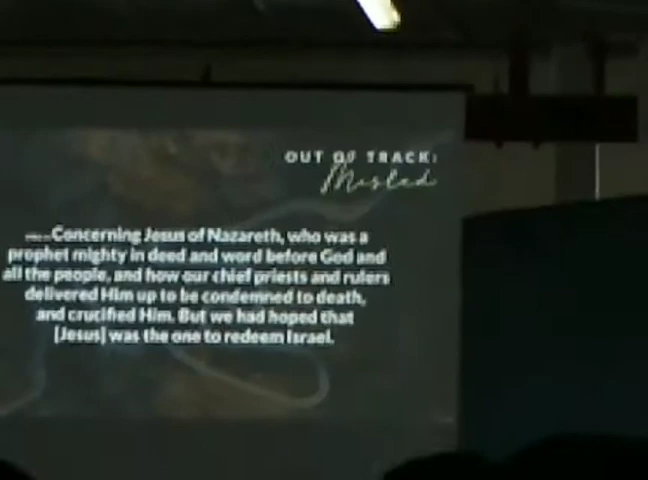 OUT OF TRACK:
Misled
Concerning Jesus of Nazareth, who was a
prophet mighty in deed and word before God and
all the people, and how our chief priests and rulers
delivered Him up to be condemned to death,
and crucified Him. But we had hoped that
[Jesus] was the one to redeem Israel.